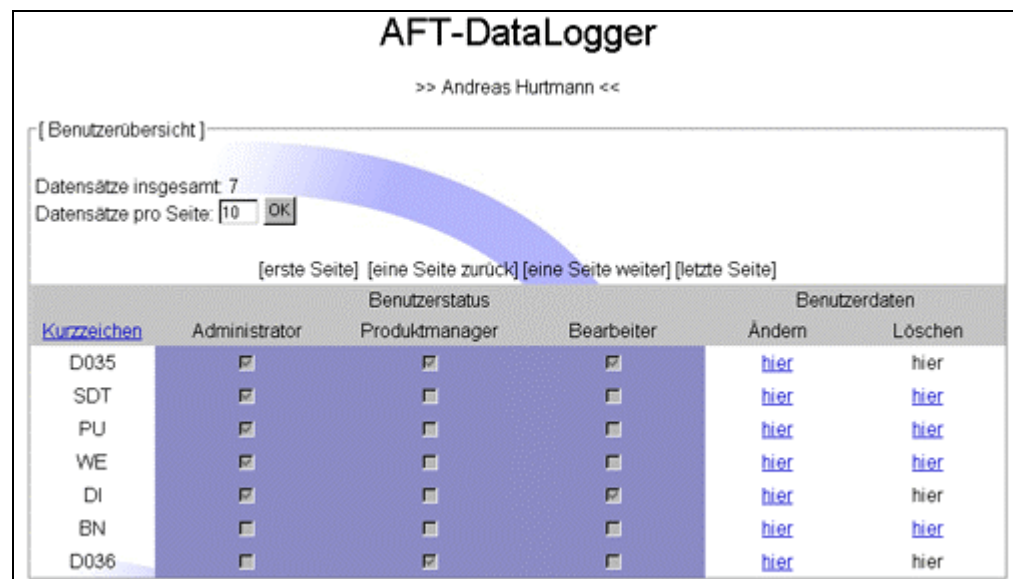 AFT-DataLogger
>> Andreas Hurtmann <<
[ Benutzerübersicht ]
Datensätze insgesamt: 7
Datensätze pro Seite: 10 OK
[erste Seite] [eine Seite zurück] [eine Seite weiter] [letzte Seite]
Benutzerstatus Benutzerdaten
Kurzzeichen Administrator Produktmanager Bearbeiter Ändern Löschen
D035 hier hier
SDT hier hier
PU hier hier
WE hier hier
DI hier hier
BN hier hier
D036 hier hier